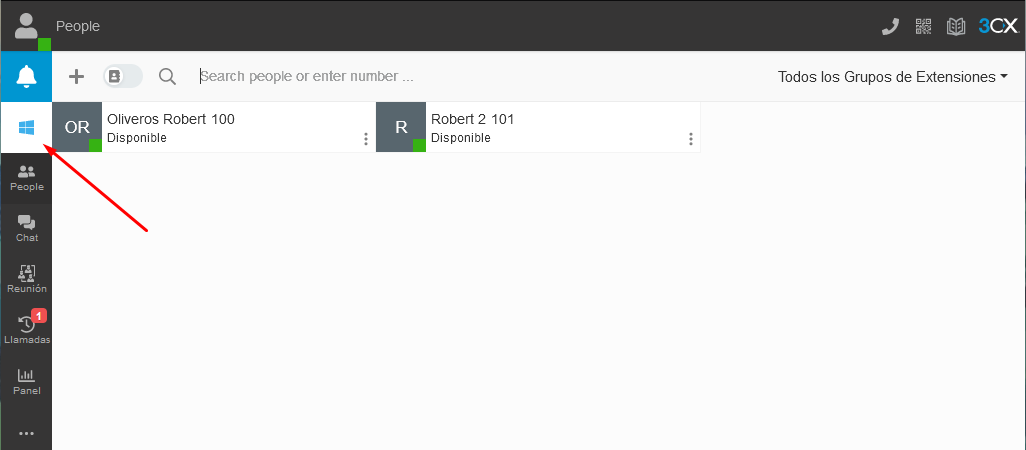 People
3CX
Search people or enter number ...
Todos los Grupos de Extensiones
OR
Oliveros Robert 100
Disponible
R
Robert 2 101
Disponible
People
Chat
Reunión
1
Llamadas
Panel